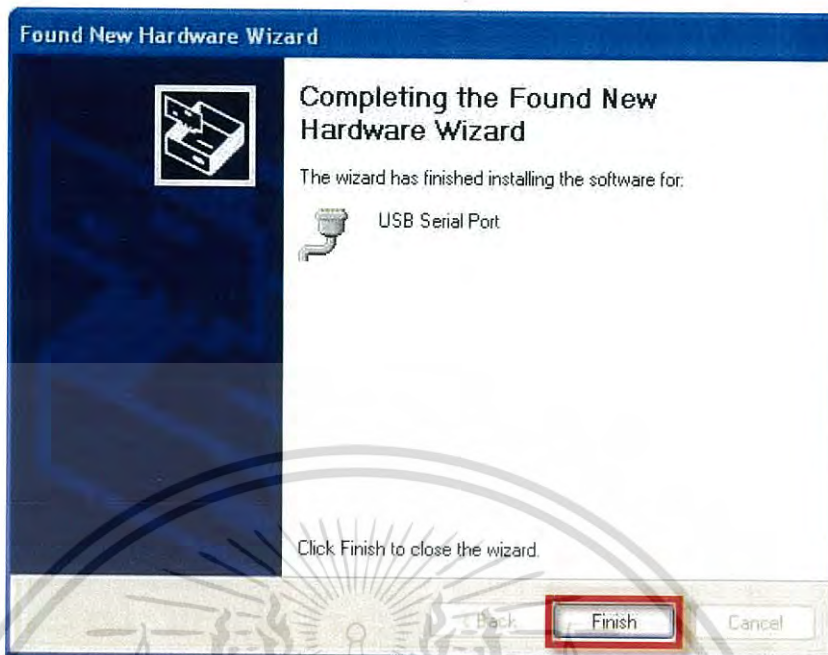 Found New Hardware Wizard
Completing the Found New
Hardware Wizard
The wizard has finished installing the software for:
USB Serial Port
Click Finish to close the wizard.
< Back
Finish
Cancel